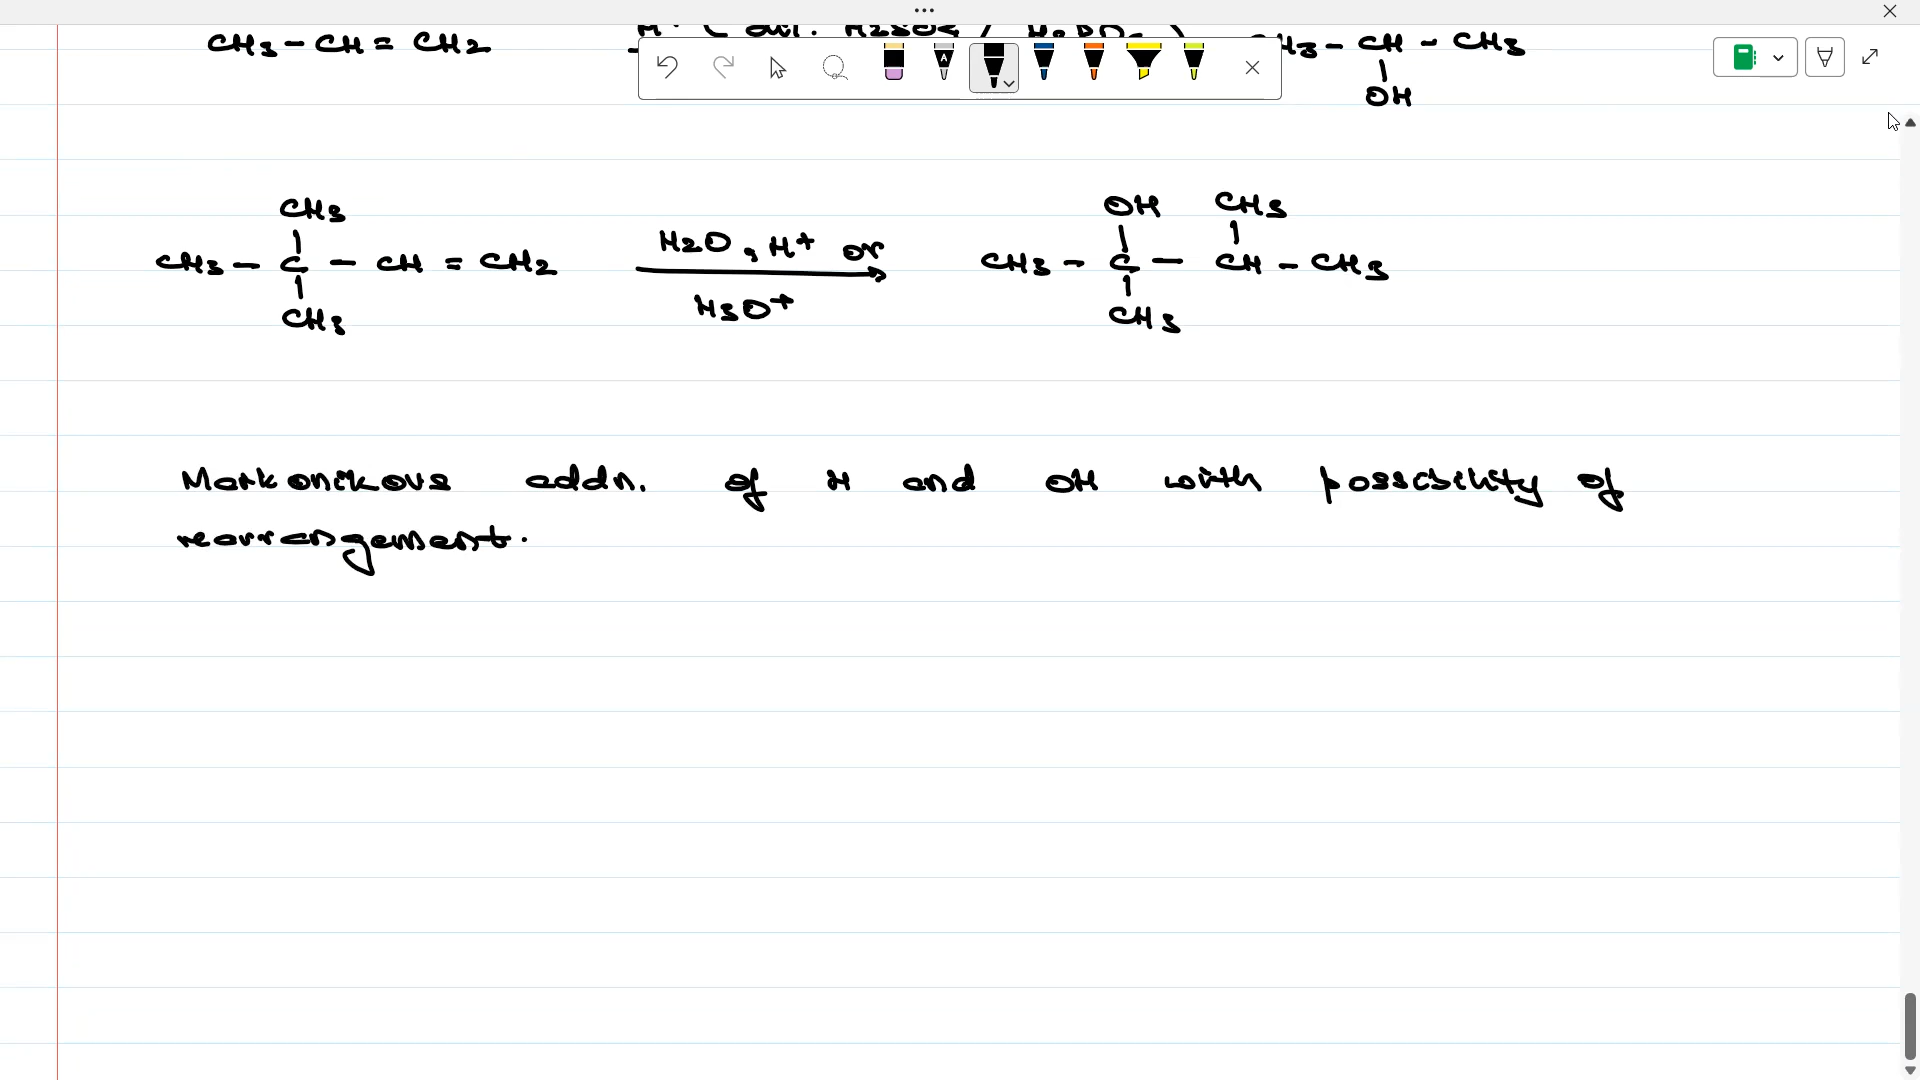 CH3 - CH = CH2 CH3 - CH - CH3
OH
CH3 OH CH3
CH3 - C - CH = CH2 H2O, H+ or CH3 - C - CH - CH3
CH3 H3O+ CH3
Markonikovs addn. of H and OH with possibility of
rearrangement.